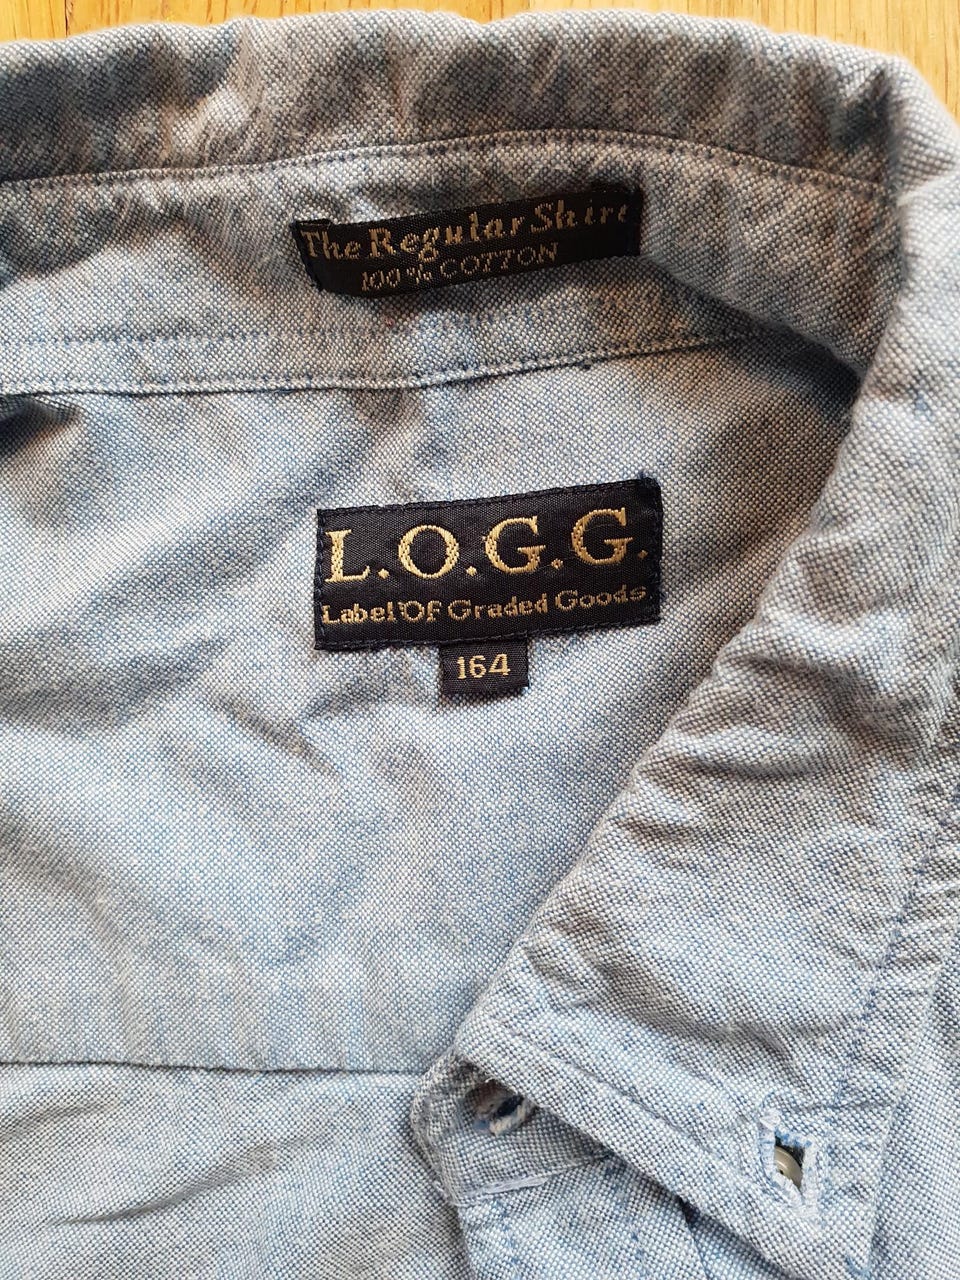 The Regular Shirt
100% COTTON
L.O.G.G.
Label OF Graded Goods
164